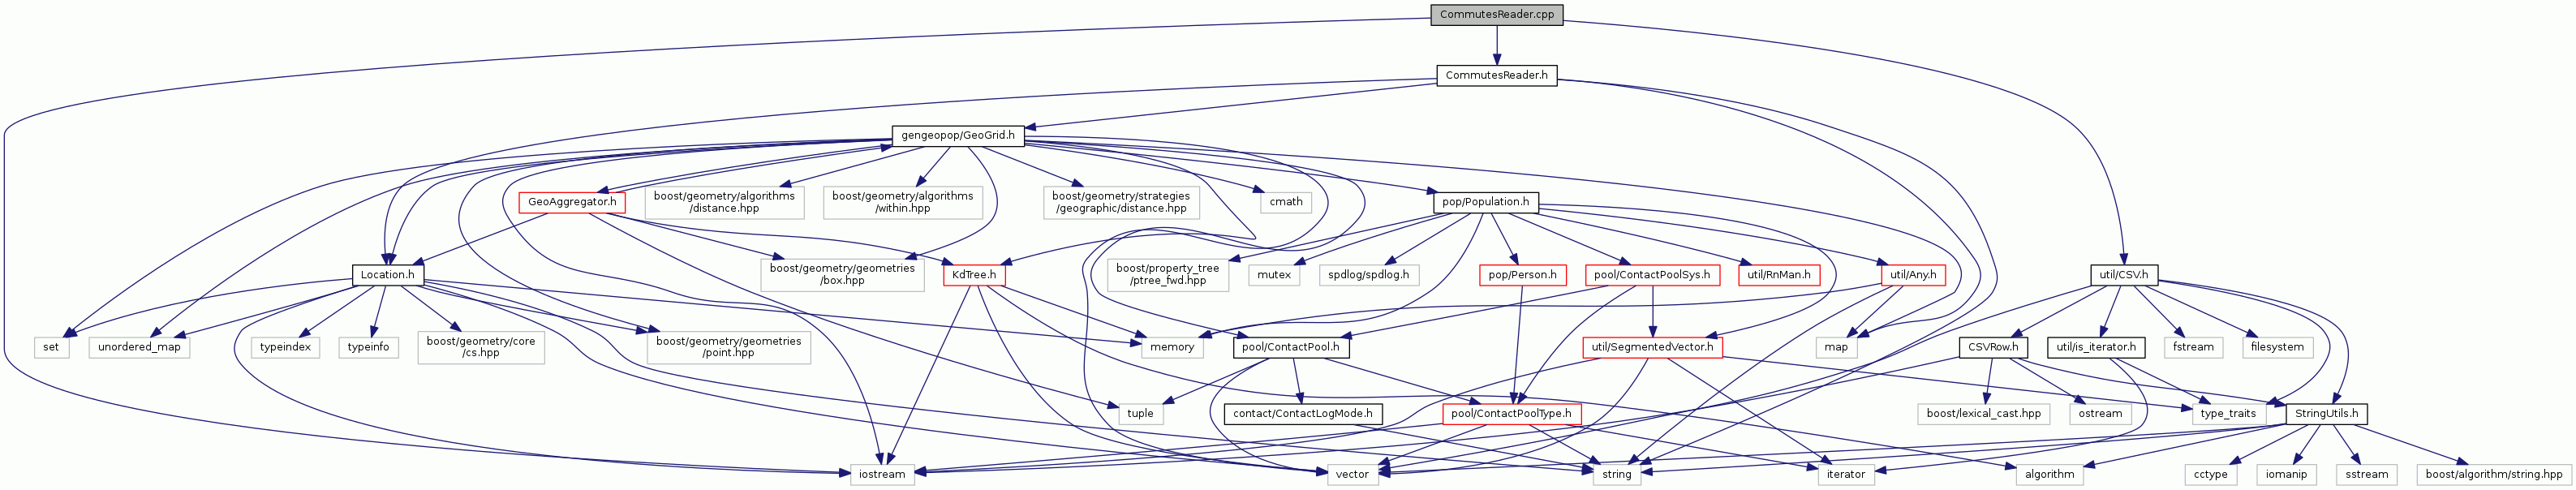 CommutesReader.cpp
CommutesReader.h
gengeopop/GeoGrid.h
GeoAggregator.h
boost/geometry/algorithms
/distance.hpp
boost/geometry/algorithms
/within.hpp
boost/geometry/strategies
/geographic/distance.hpp
cmath
pop/Population.h
Location.h
boost/geometry/geometries
/box.hpp
KdTree.h
boost/property_tree
/ptree_fwd.hpp
mutex
spdlog/spdlog.h
pop/Person.h
pool/ContactPoolSys.h
util/RnMan.h
util/Any.h
util/CSV.h
set
unordered_map
typeindex
typeinfo
boost/geometry/core
/cs.hpp
boost/geometry/geometries
/point.hpp
memory
pool/ContactPool.h
util/SegmentedVector.h
map
CSVRow.h
util/is_iterator.h
fstream
filesystem
tuple
contact/ContactLogMode.h
pool/ContactPoolType.h
boost/lexical_cast.hpp
ostream
type_traits
StringUtils.h
iostream
vector
string
iterator
algorithm
cctype
iomanip
sstream
boost/algorithm/string.hpp